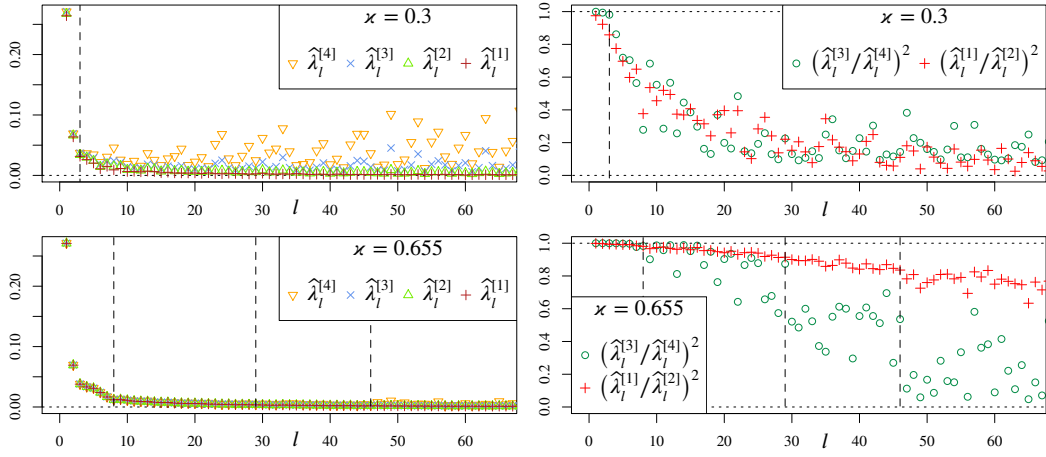 ϰ = 0.3
λ̂_l^[4] λ̂_l^[3] λ̂_l^[2] λ̂_l^[1]
0.00 0.10 0.20
0 10 20 30 40 50 60
l
ϰ = 0.3
(λ̂_l^[3]/λ̂_l^[4])² (λ̂_l^[1]/λ̂_l^[2])²
0.0 0.2 0.4 0.6 0.8 1.0
0 10 20 30 40 50 60
l
ϰ = 0.655
λ̂_l^[4] λ̂_l^[3] λ̂_l^[2] λ̂_l^[1]
0.00 0.10 0.20
0 10 20 30 40 50 60
l
ϰ = 0.655
(λ̂_l^[3]/λ̂_l^[4])²
(λ̂_l^[1]/λ̂_l^[2])²
0.0 0.2 0.4 0.6 0.8 1.0
0 10 20 30 40 50 60
l